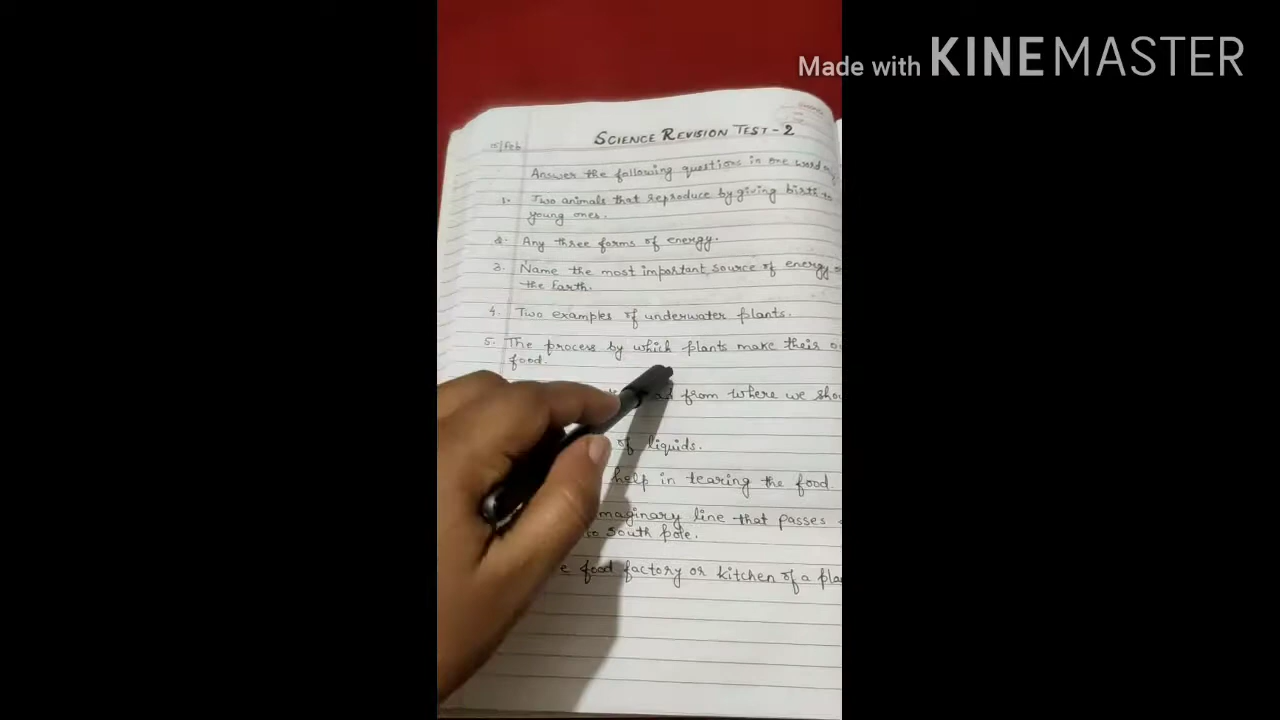 Made with KINEMASTER
15/Feb
SCIENCE REVISION TEST - 2
Answer the following questions in one word
1. Two animals that reproduce by giving birth to
young ones.
2. Any three forms of energy.
3. Name the most important source of energy
the Earth.
4. Two examples of underwater plants.
5. The process by which plants make their
food.
from where we
of liquids.
help in tearing the food.
imaginary line that passes
to south pole.
food factory or kitchen of a